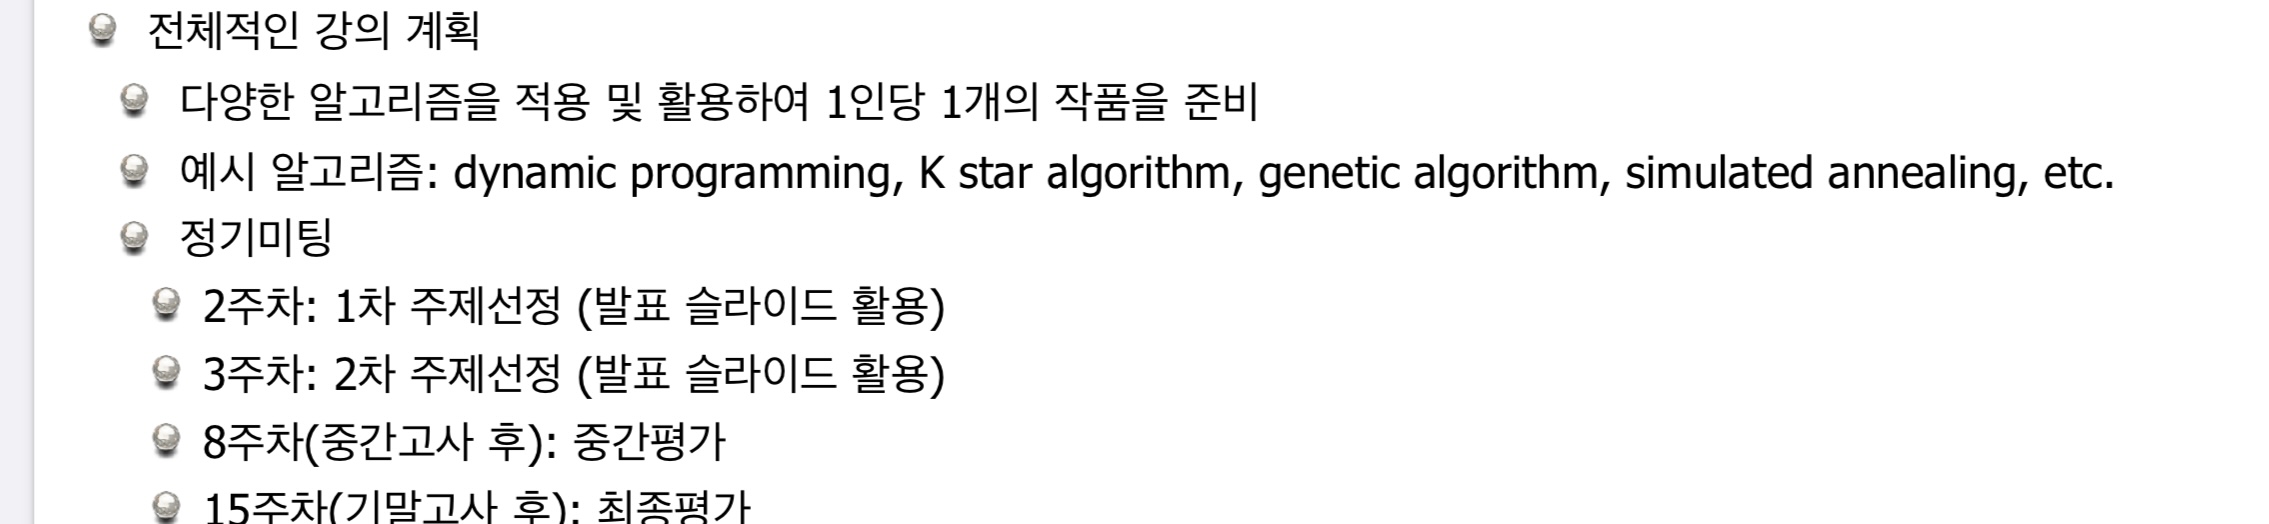 전체적인 강의 계획
다양한 알고리즘을 적용 및 활용하여 1인당 1개의 작품을 준비
예시 알고리즘: dynamic programming, K star algorithm, genetic algorithm, simulated annealing, etc.
정기미팅
2주차: 1차 주제선정 (발표 슬라이드 활용)
3주차: 2차 주제선정 (발표 슬라이드 활용)
8주차(중간고사 후): 중간평가
15주차(기말고사 후): 최종평가